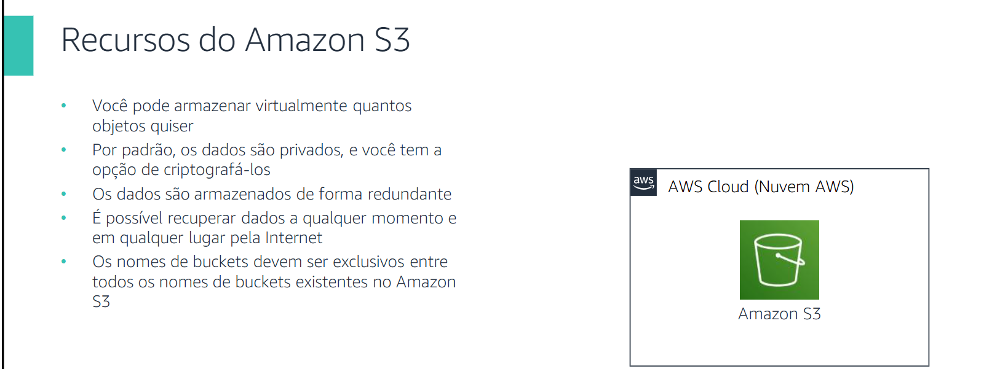 Recursos do Amazon S3
• Você pode armazenar virtualmente quantos
objetos quiser
• Por padrão, os dados são privados, e você tem a
opção de criptografá-los
• Os dados são armazenados de forma redundante
• É possível recuperar dados a qualquer momento e
em qualquer lugar pela Internet
• Os nomes de buckets devem ser exclusivos entre
todos os nomes de buckets existentes no Amazon
S3
aws
AWS Cloud (Nuvem AWS)
Amazon S3